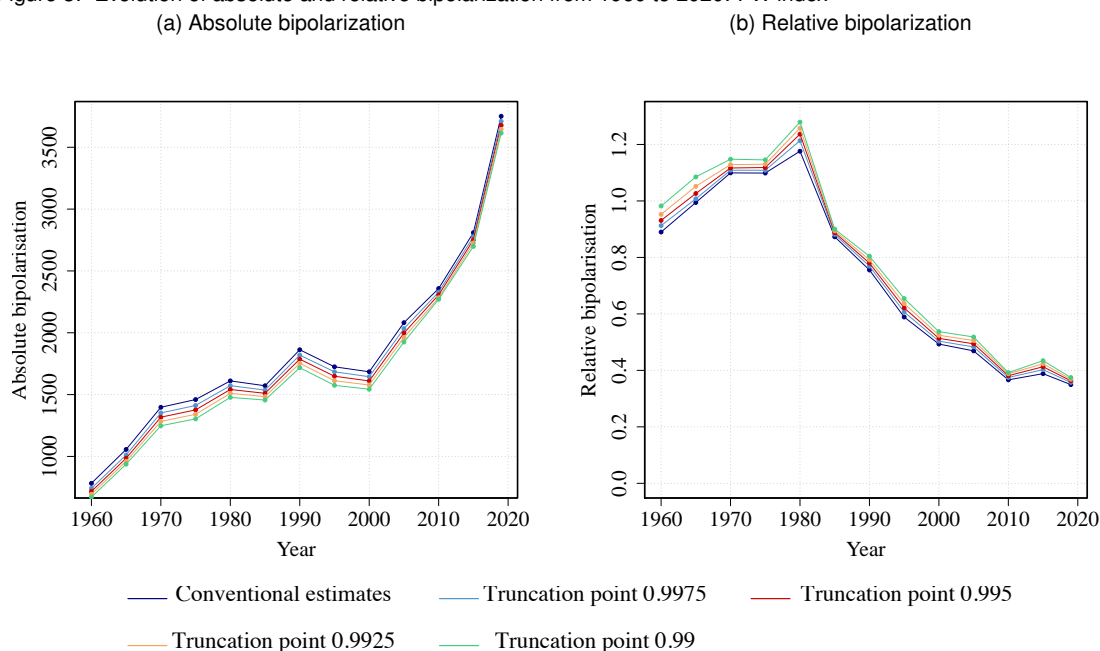 (a) Absolute bipolarization
(b) Relative bipolarization
Absolute bipolarisation
1000 1500 2000 2500 3000 3500
1960 1970 1980 1990 2000 2010 2020
Year
Relative bipolarisation
0.0 0.2 0.4 0.6 0.8 1.0 1.2
1960 1970 1980 1990 2000 2010 2020
Year
Conventional estimates Truncation point 0.9975 Truncation point 0.995
Truncation point 0.9925 Truncation point 0.99